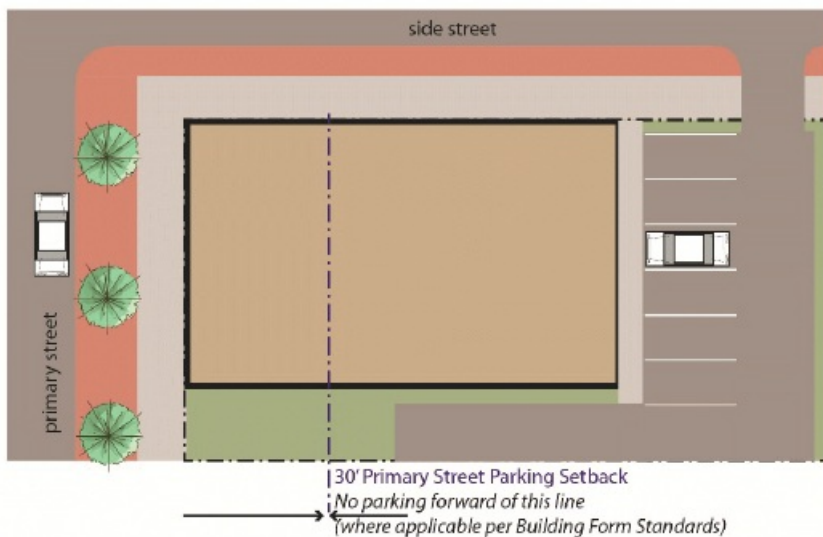 side street
primary street
30' Primary Street Parking Setback
No parking forward of this line
(where applicable per Building Form Standards)